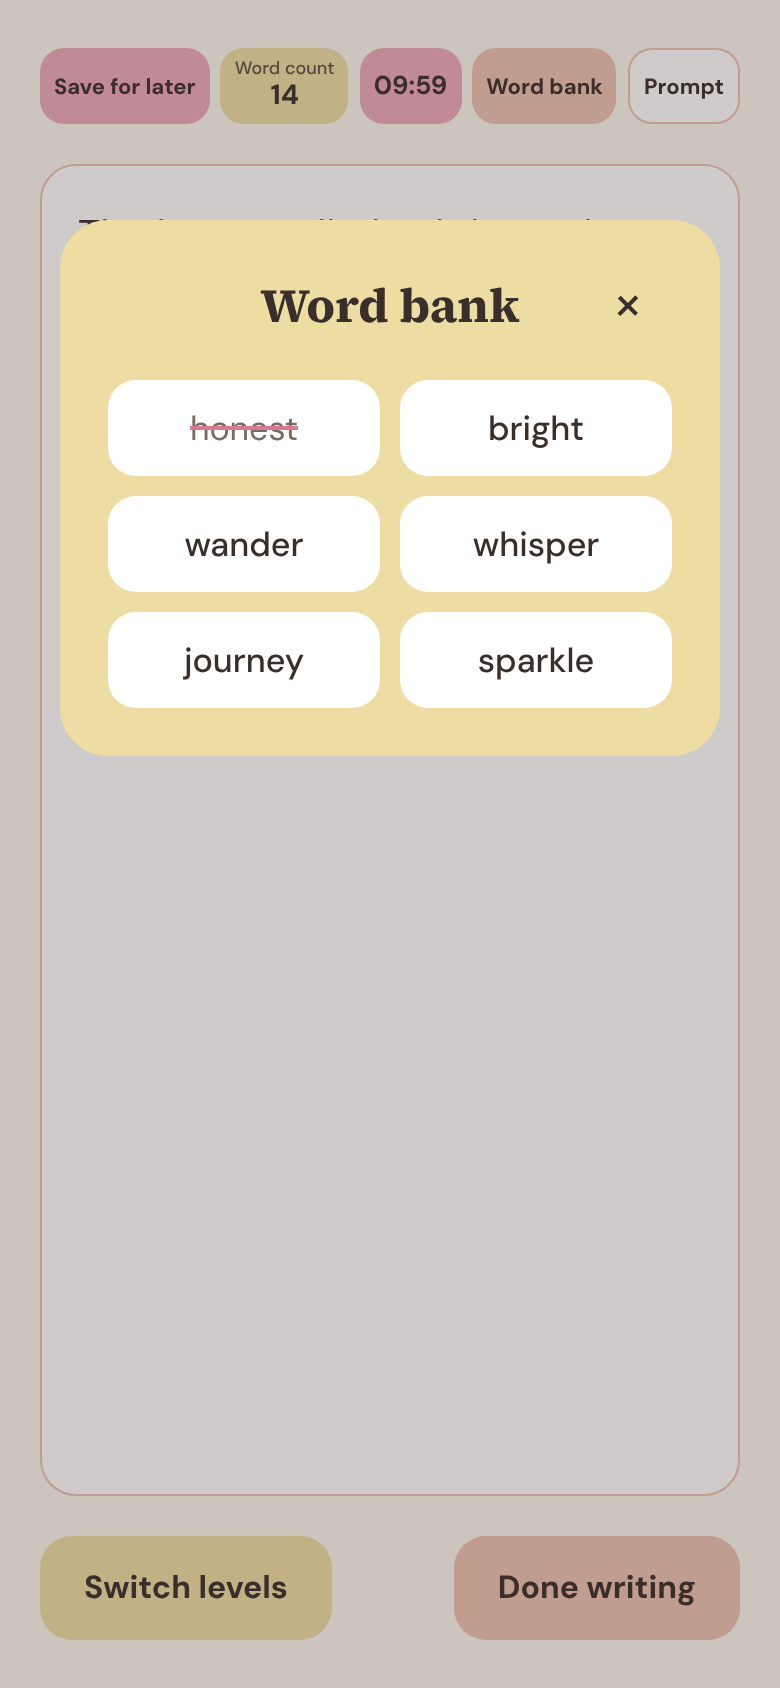 Save for later
Word count
14
09:59
Word bank
Prompt
Word bank
×
honest
bright
wander
whisper
journey
sparkle
Switch levels
Done writing